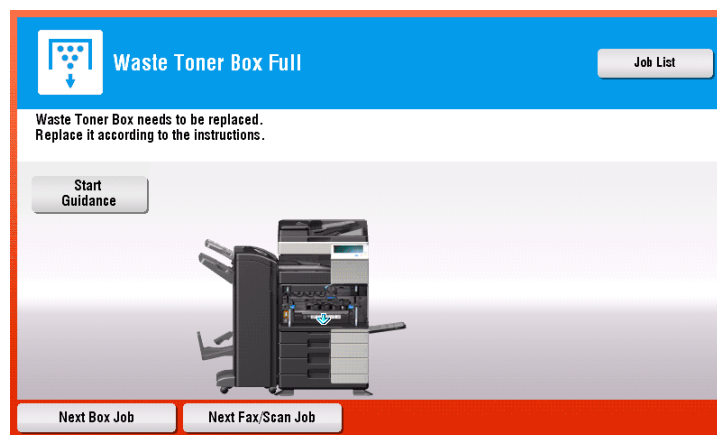 Waste Toner Box Full
Job List
Waste Toner Box needs to be replaced.
Replace it according to the instructions.
Start
Guidance
Next Box Job
Next Fax/Scan Job